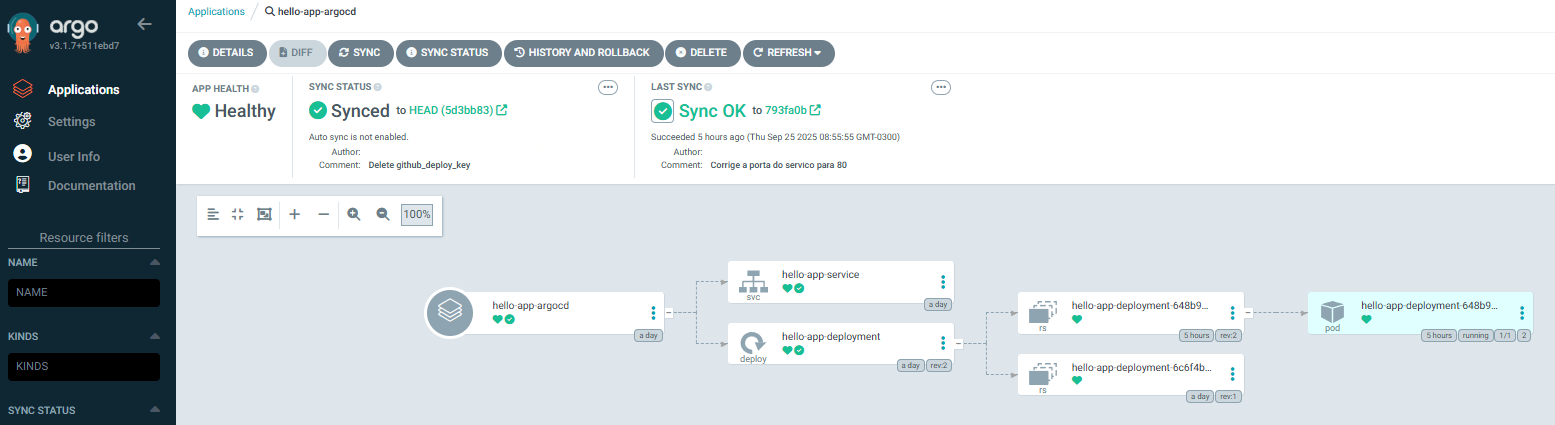 argo
v3.1.7+511ebd7
Applications
Settings
User Info
Documentation
Resource filters
NAME
NAME
KINDS
KINDS
SYNC STATUS
Applications / hello-app-argocd
DETAILS DIFF SYNC SYNC STATUS HISTORY AND ROLLBACK DELETE REFRESH
APP HEALTH
Healthy
SYNC STATUS
Synced to HEAD (5d3bb83)
Auto sync is not enabled.
Author:
Comment: Delete github_deploy_key
LAST SYNC
Sync OK to 793fa0b
Succeeded 5 hours ago (Thu Sep 25 2025 08:55:55 GMT-0300)
Author:
Comment: Corrige a porta do servico para 80
100%
hello-app-argocd
a day
hello-app-service
svc
a day
hello-app-deployment
deploy
a day rev:2
hello-app-deployment-648b9...
rs
5 hours rev:2
hello-app-deployment-6c6f4b...
rs
a day rev:1
hello-app-deployment-648b9...
pod
5 hours running 1/1 2